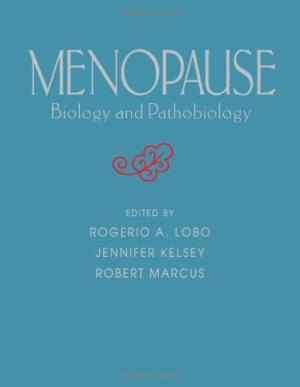 MENOPAUSE
Biology and Pathobiology
EDITED BY
ROGERIO A. LOBO
JENNIFER KELSEY
ROBERT MARCUS